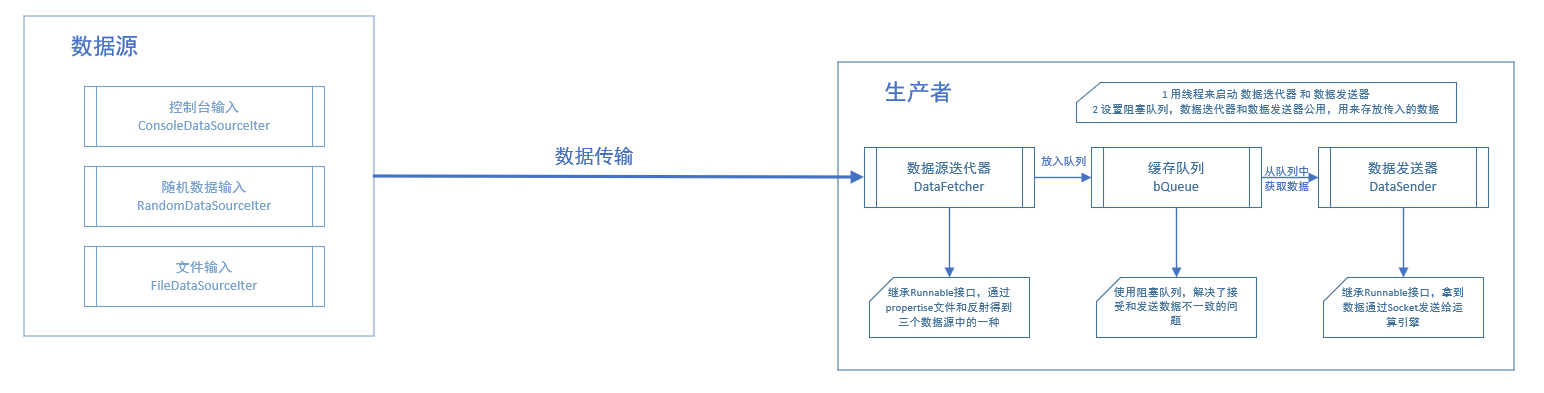 数据源
控制台输入
ConsoleDataSourceIter
随机数据输入
RandomDataSourceIter
文件输入
FileDataSourceIter
数据传输
生产者
1 用线程来启动 数据迭代器 和 数据发送器
2 设置阻塞队列，数据迭代器和数据发送器公用，用来存放传入的数据
数据源迭代器
DataFetcher
放入队列
缓存队列
bQueue
从队列中
获取数据
数据发送器
DataSender
继承Runnable接口，通过
propertise文件和反射得到
三个数据源中的一种
使用阻塞队列，解决了接
受和发送数据不一致的问
题
继承Runnable接口，拿到
数据通过Socket发送给运
算引擎